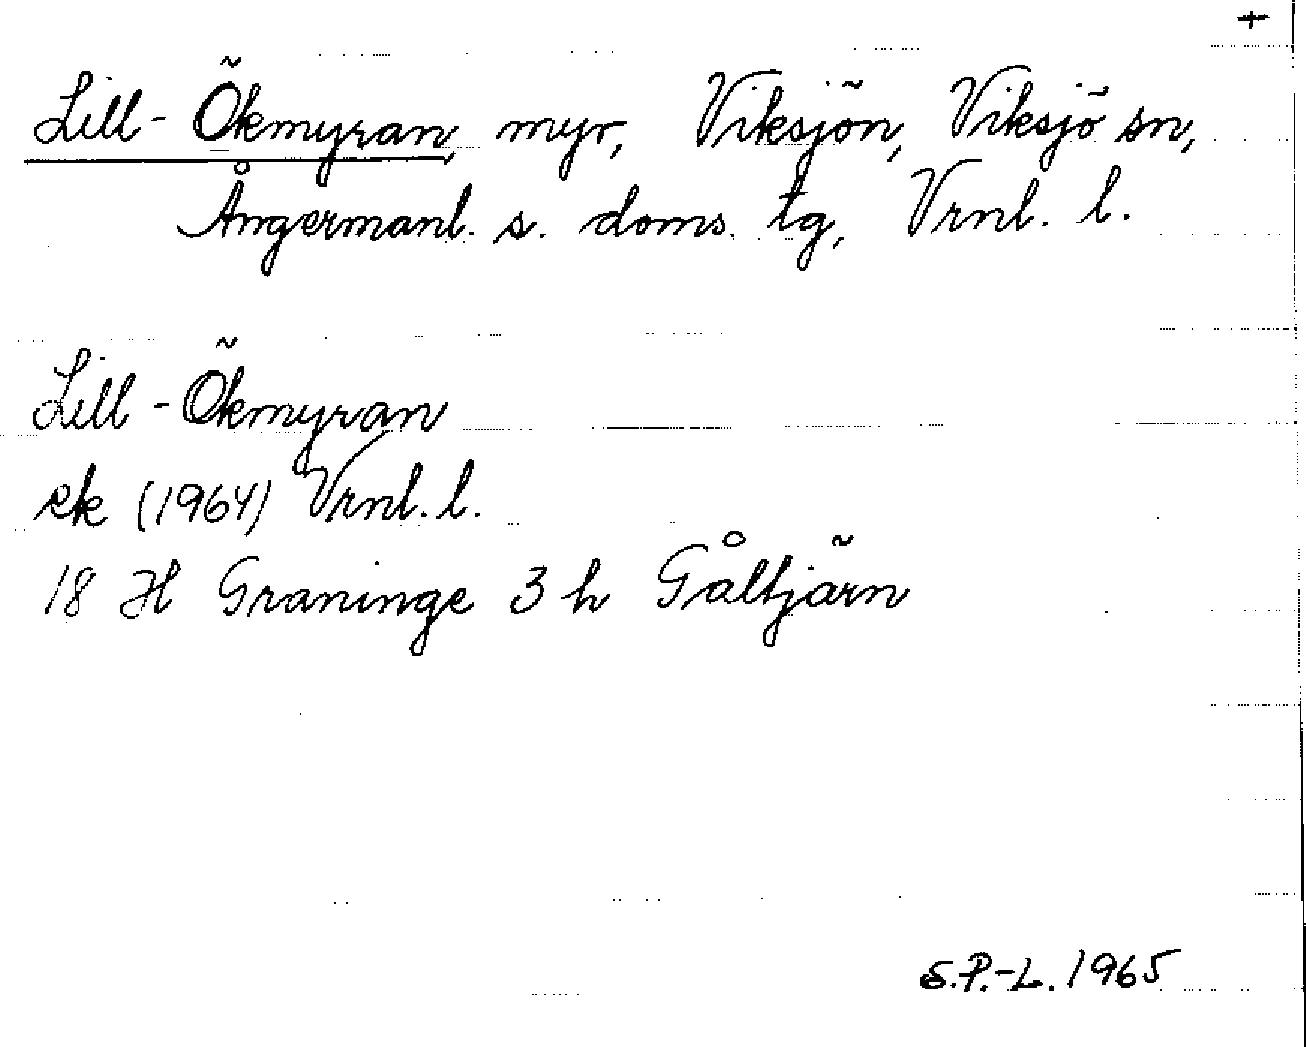 +
Lill-Ökmyran, myr, Viksjön, Viksjö sn,
Ångermanl. s. doms. tg, Vrnl. l.
Lill-Ökmyran
ek (1964) Vrnl. l.
18 H Graninge 3 h Gåltjärn
S.P.-L. 1965